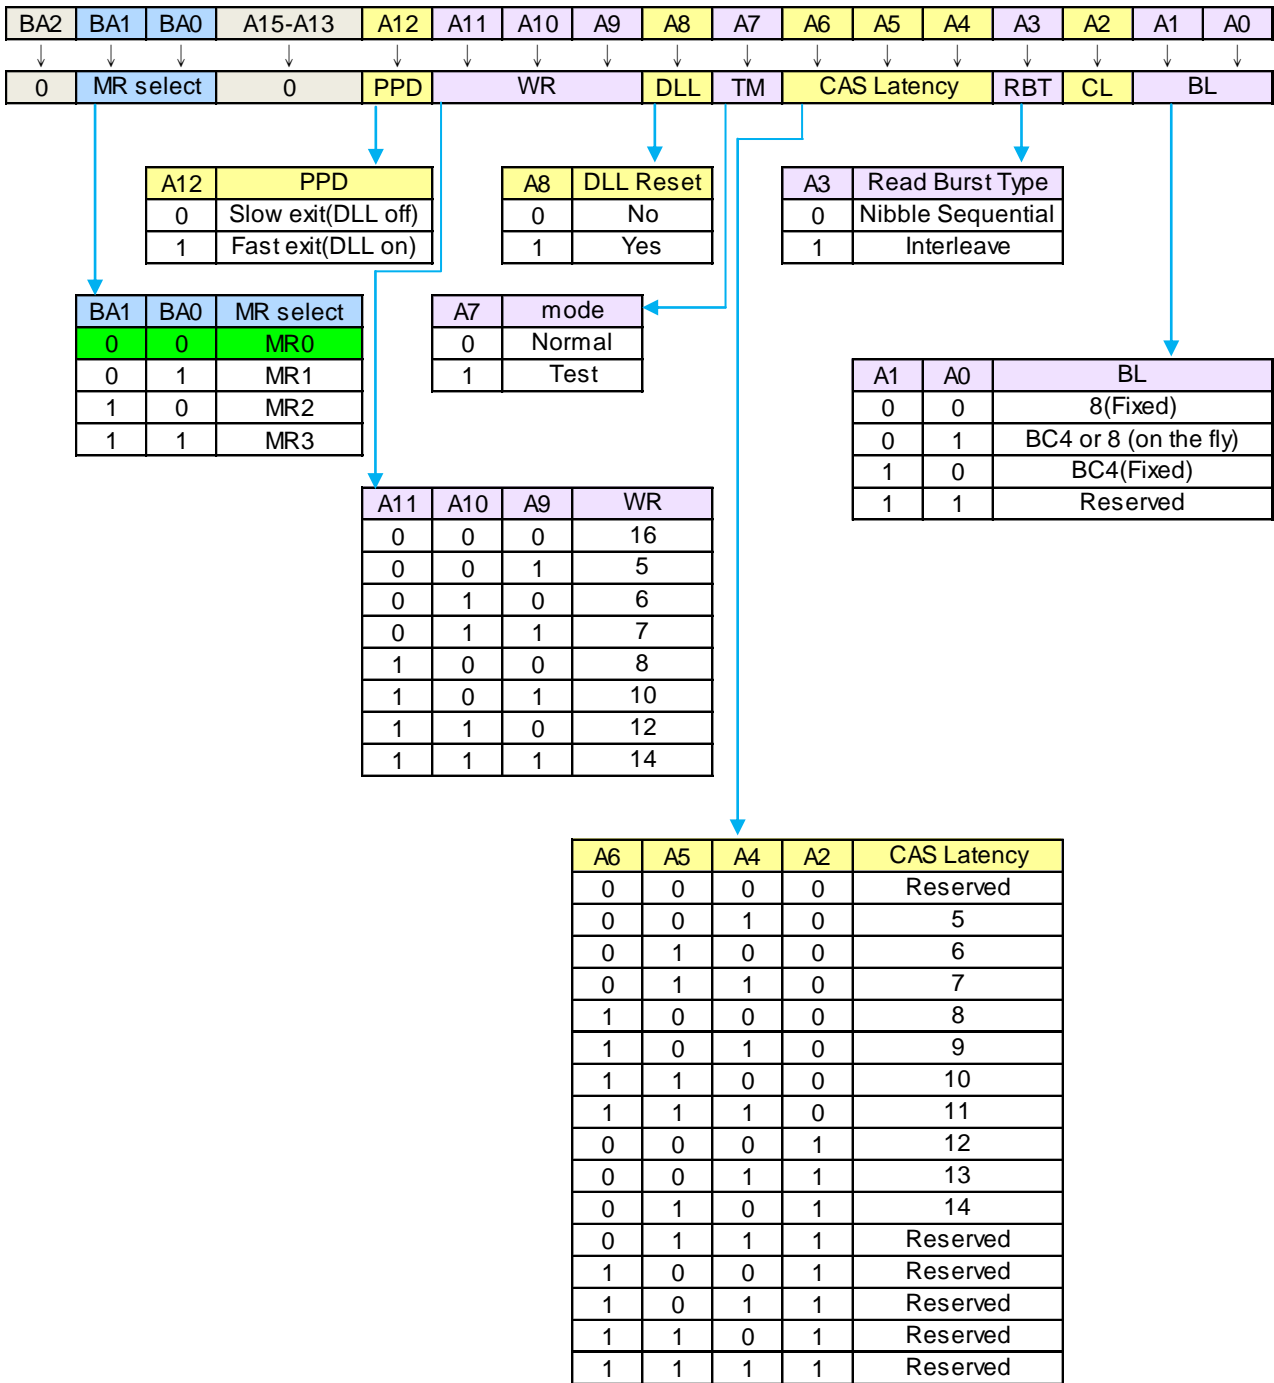 BA2 BA1 BA0 A15-A13 A12 A11 A10 A9 A8 A7 A6 A5 A4 A3 A2 A1 A0
↓ ↓ ↓ ↓ ↓ ↓ ↓ ↓ ↓ ↓ ↓ ↓ ↓ ↓ ↓ ↓ ↓
0 MR select 0 PPD WR DLL TM CAS Latency RBT CL BL
A12 PPD
0 Slow exit(DLL off)
1 Fast exit(DLL on)
A8 DLL Reset
0 No
1 Yes
A3 Read Burst Type
0 Nibble Sequential
1 Interleave
BA1 BA0 MR select
0 0 MR0
0 1 MR1
1 0 MR2
1 1 MR3
A7 mode
0 Normal
1 Test
A1 A0 BL
0 0 8(Fixed)
0 1 BC4 or 8 (on the fly)
1 0 BC4(Fixed)
1 1 Reserved
A11 A10 A9 WR
0 0 0 16
0 0 1 5
0 1 0 6
0 1 1 7
1 0 0 8
1 0 1 10
1 1 0 12
1 1 1 14
A6 A5 A4 A2 CAS Latency
0 0 0 0 Reserved
0 0 1 0 5
0 1 0 0 6
0 1 1 0 7
1 0 0 0 8
1 0 1 0 9
1 1 0 0 10
1 1 1 0 11
0 0 0 1 12
0 0 1 1 13
0 1 0 1 14
0 1 1 1 Reserved
1 0 0 1 Reserved
1 0 1 1 Reserved
1 1 0 1 Reserved
1 1 1 1 Reserved